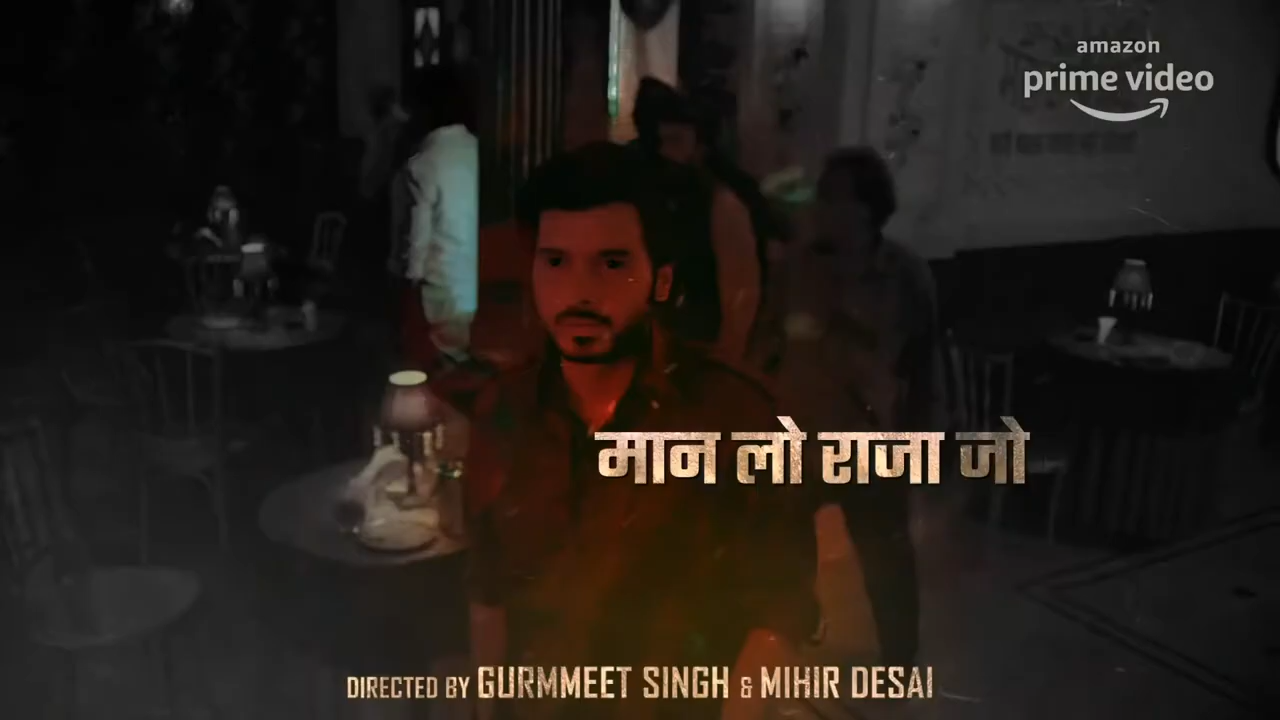 amazon
prime video
मान लो राजा जो
DIRECTED BY GURMMEET SINGH & MIHIR DESAI